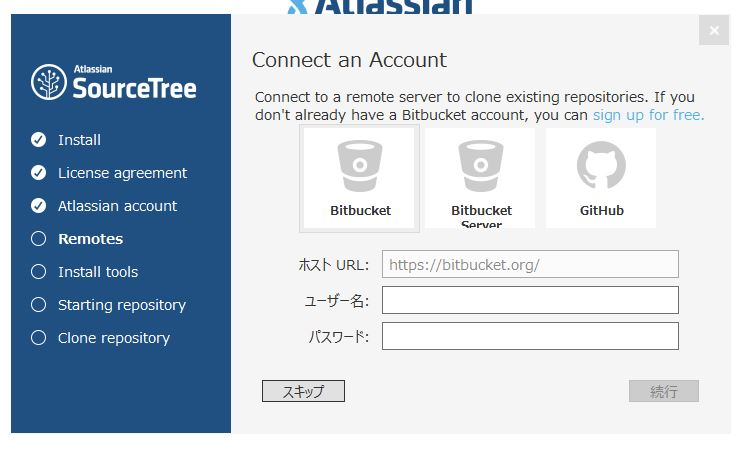 Atlassian
Connect an Account
Atlassian
SourceTree
Connect to a remote server to clone existing repositories. If you
don't already have a Bitbucket account, you can sign up for free.
Install
License agreement
Atlassian account
Remotes
Install tools
Starting repository
Clone repository
Bitbucket
Bitbucket
Server
GitHub
ホスト URL: https://bitbucket.org/
ユーザー名:
パスワード:
スキップ
続行